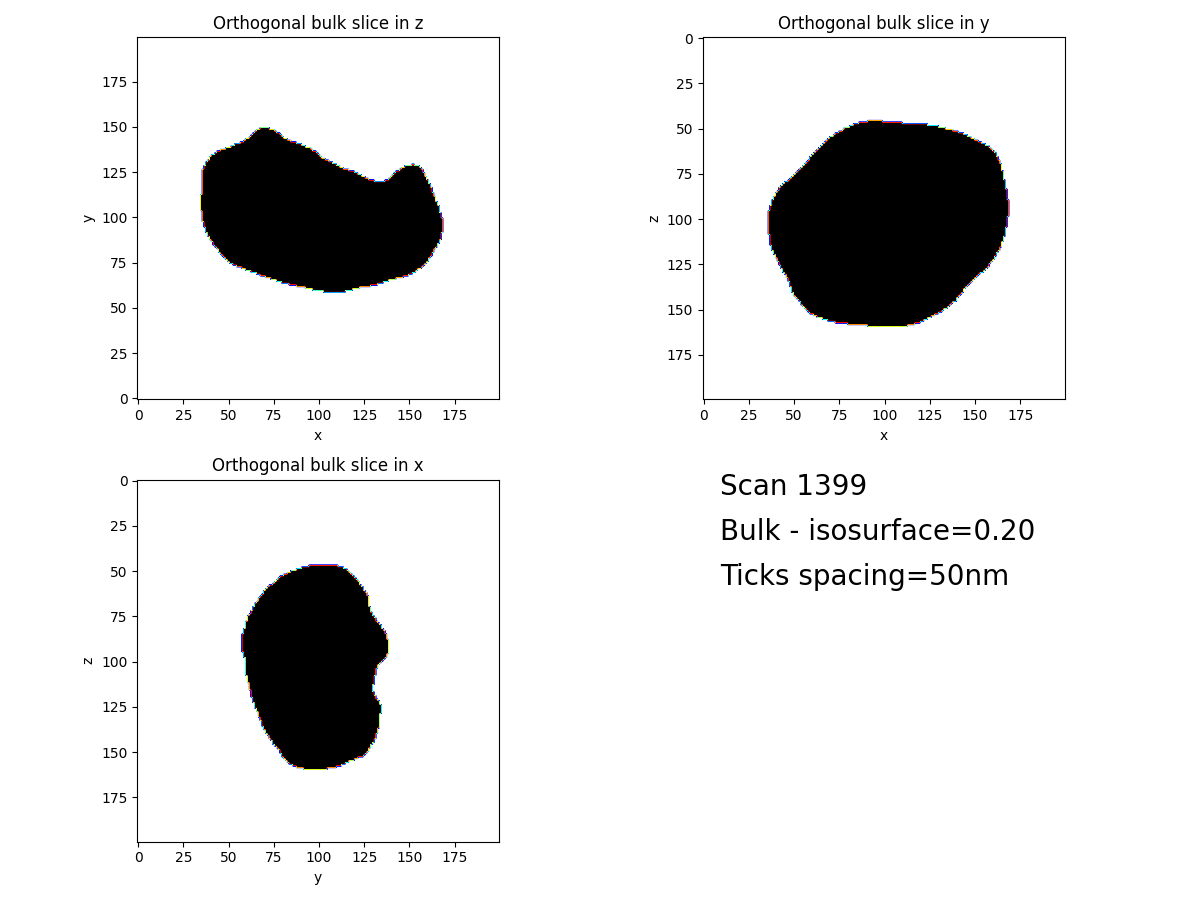 Orthogonal bulk slice in z
175
150
125
100
75
50
25
0
y
0 25 50 75 100 125 150 175
x
Orthogonal bulk slice in y
0
25
50
75
100
125
150
175
z
0 25 50 75 100 125 150 175
x
Orthogonal bulk slice in x
0
25
50
75
100
125
150
175
z
0 25 50 75 100 125 150 175
y
Scan 1399
Bulk - isosurface=0.20
Ticks spacing=50nm